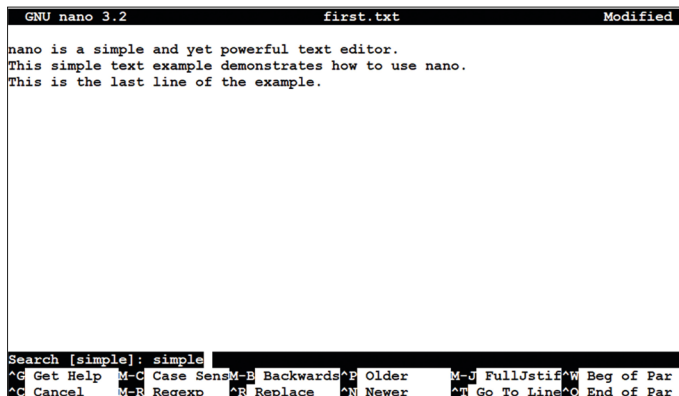 GNU nano 3.2 first.txt Modified
nano is a simple and yet powerful text editor.
This simple text example demonstrates how to use nano.
This is the last line of the example.
Search [simple]: simple
^G Get Help M-C Case Sens M-B Backwards ^P Older M-J FullJstif ^W Beg of Par
^C Cancel M-R Regexp ^R Replace ^N Newer ^T Go To Line ^O End of Par